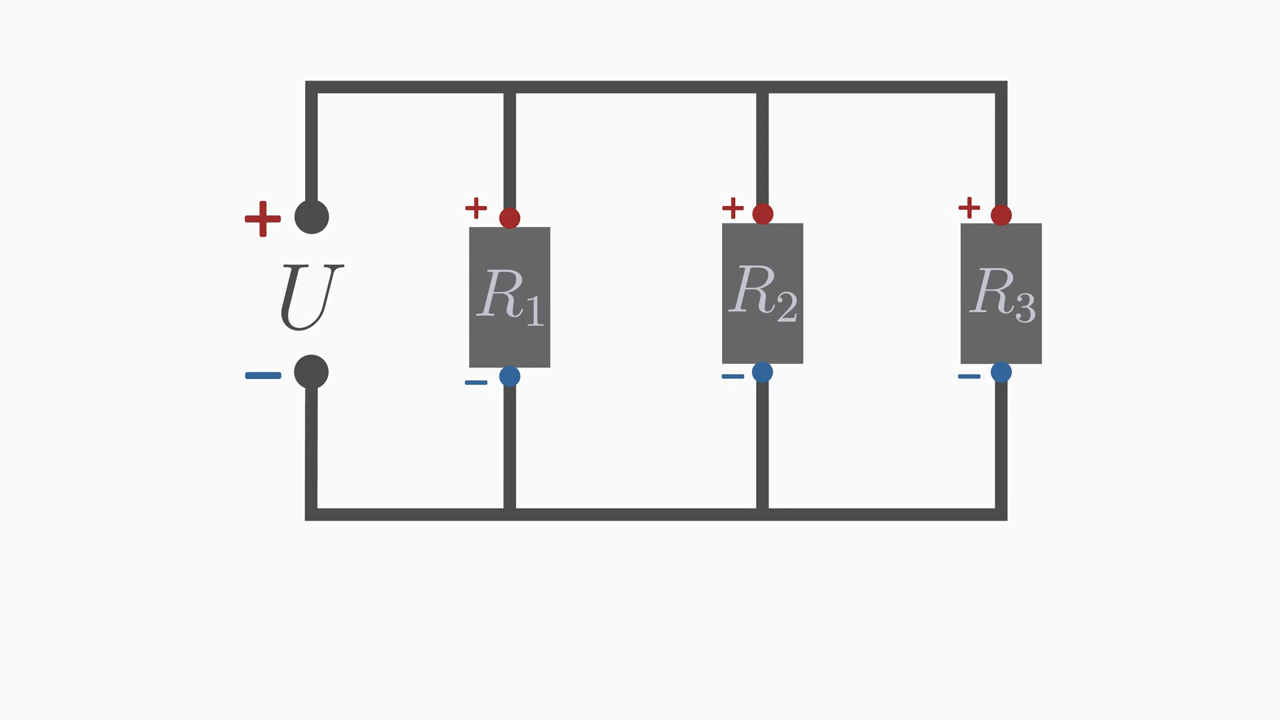 + + + +
U R₁ R₂ R₃
− − − −